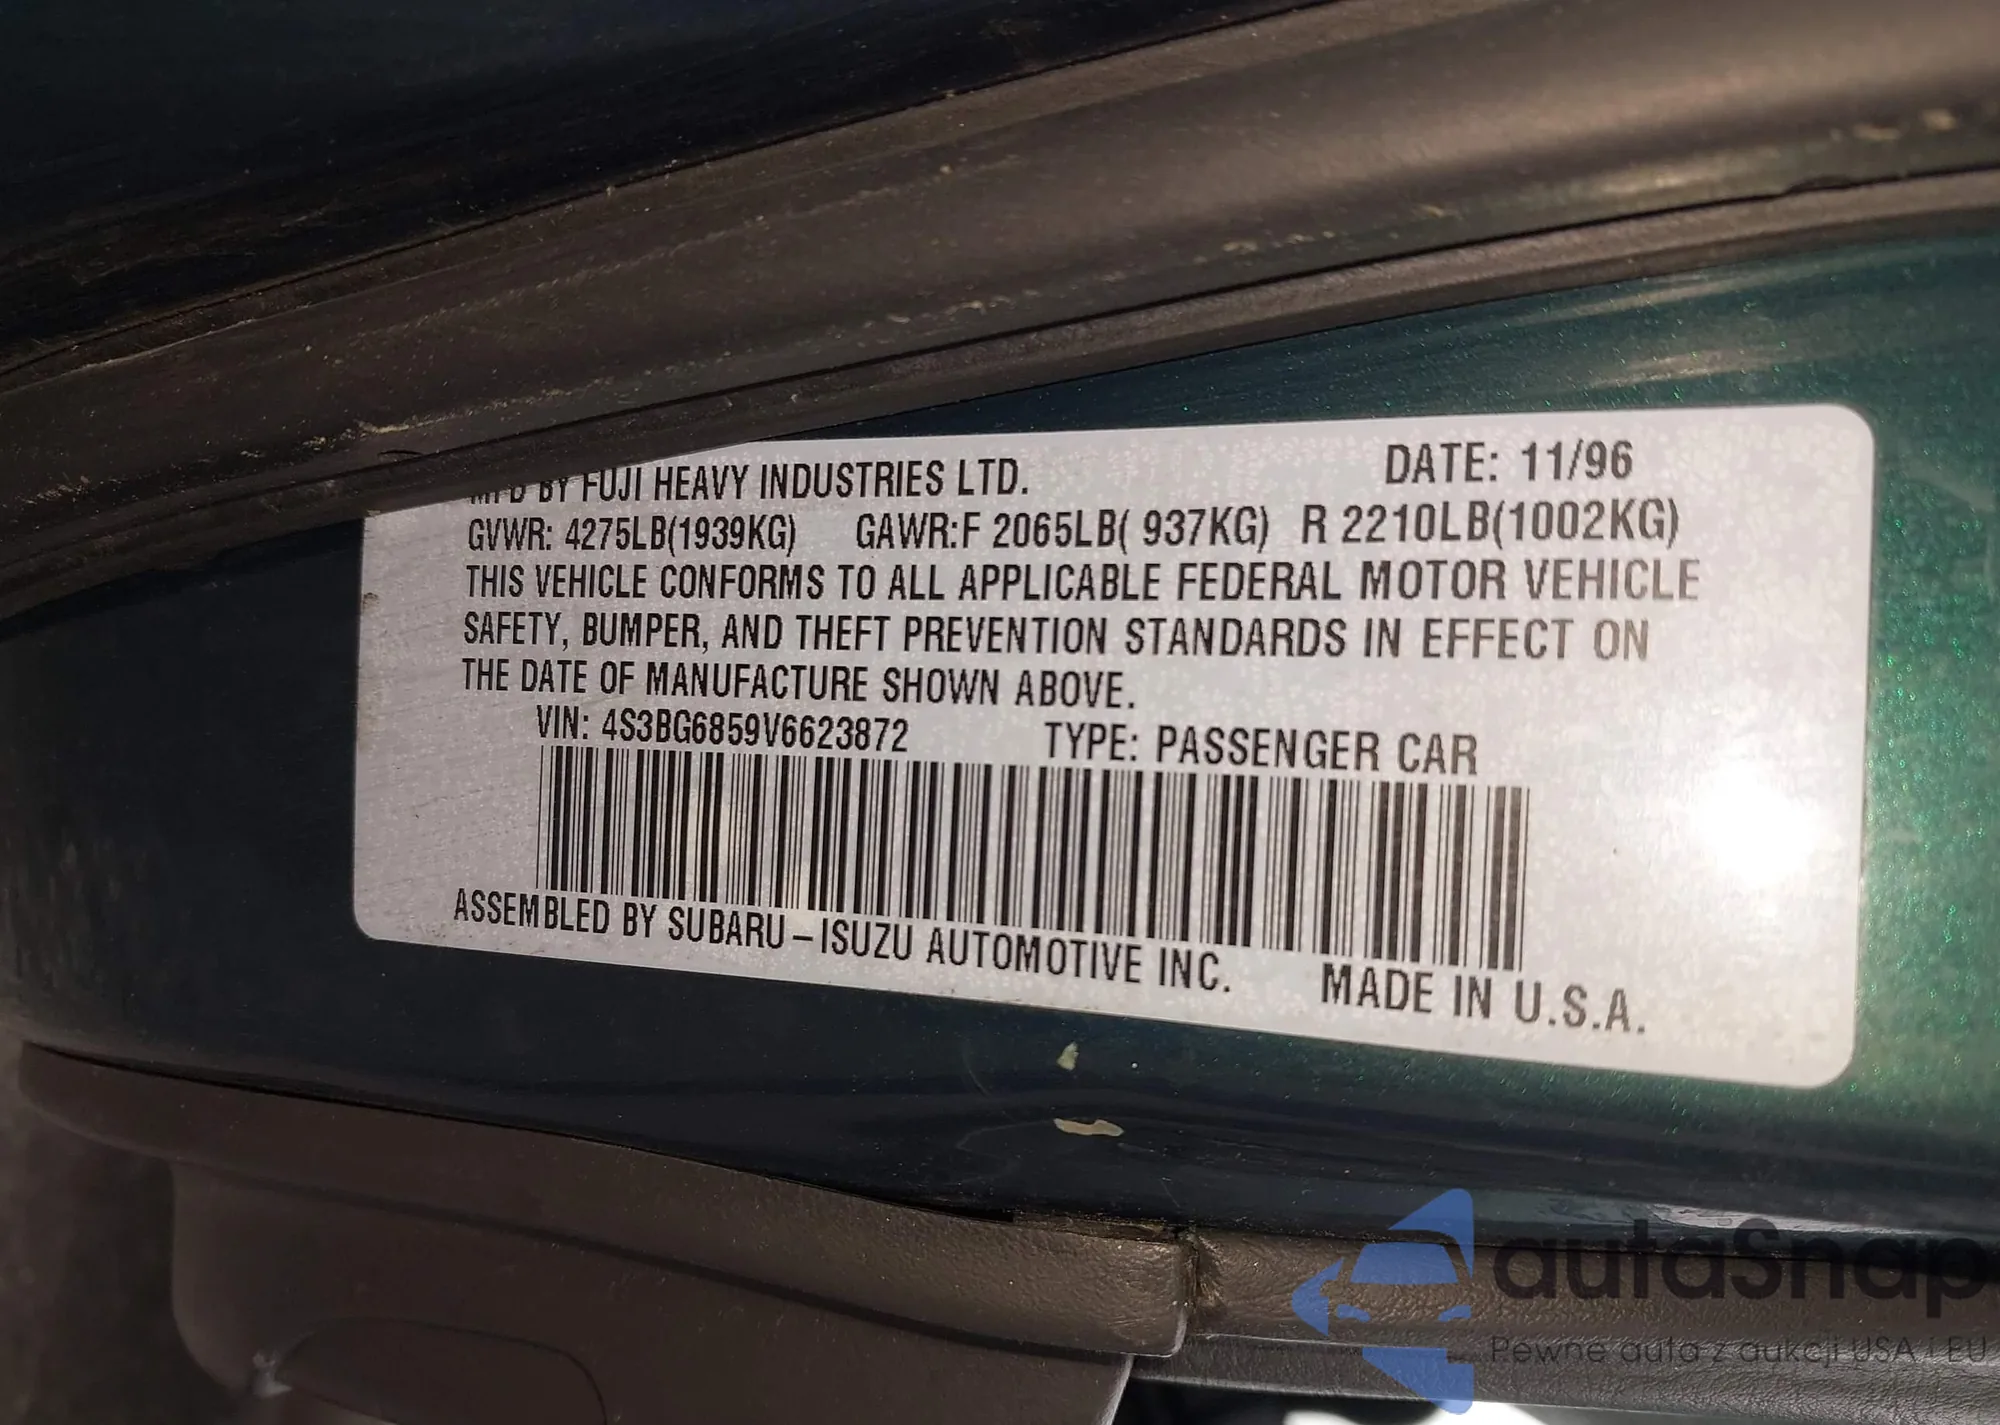 MFD BY FUJI HEAVY INDUSTRIES LTD. DATE: 11/96
GVWR: 4275LB(1939KG) GAWR:F 2065LB( 937KG) R 2210LB(1002KG)
THIS VEHICLE CONFORMS TO ALL APPLICABLE FEDERAL MOTOR VEHICLE
SAFETY, BUMPER, AND THEFT PREVENTION STANDARDS IN EFFECT ON
THE DATE OF MANUFACTURE SHOWN ABOVE.
VIN: 4S3BG6859V6623872 TYPE: PASSENGER CAR
ASSEMBLED BY SUBARU-ISUZU AUTOMOTIVE INC. MADE IN U.S.A.
autaSnap
Pewne auta z aukcji USA i EU